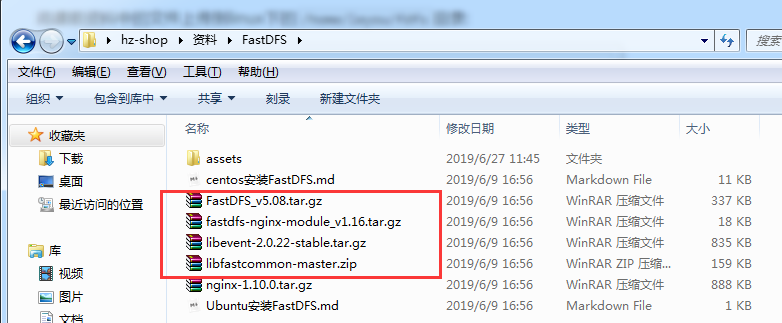 hz-shop ▸ 资料 ▸ FastDFS
搜索
文件(F) 编辑(E) 查看(V) 工具(T) 帮助(H)
组织 包含到库中 共享 刻录 新建文件夹
收藏夹
下载
桌面
最近访问的位置
库
视频
图片
文档
名称 修改日期 类型 大小
assets 2019/6/27 11:45 文件夹
centos安装FastDFS.md 2019/6/9 16:56 Markdown File 11 KB
FastDFS_v5.08.tar.gz 2019/6/9 16:56 WinRAR 压缩文件 337 KB
fastdfs-nginx-module_v1.16.tar.gz 2019/6/9 16:56 WinRAR 压缩文件 18 KB
libevent-2.0.22-stable.tar.gz 2019/6/9 16:56 WinRAR 压缩文件 835 KB
libfastcommon-master.zip 2019/6/9 16:56 WinRAR ZIP 压缩... 159 KB
nginx-1.10.0.tar.gz 2019/6/9 16:56 WinRAR 压缩文件 888 KB
Ubuntu安装FastDFS.md 2019/6/9 16:56 Markdown File 1 KB